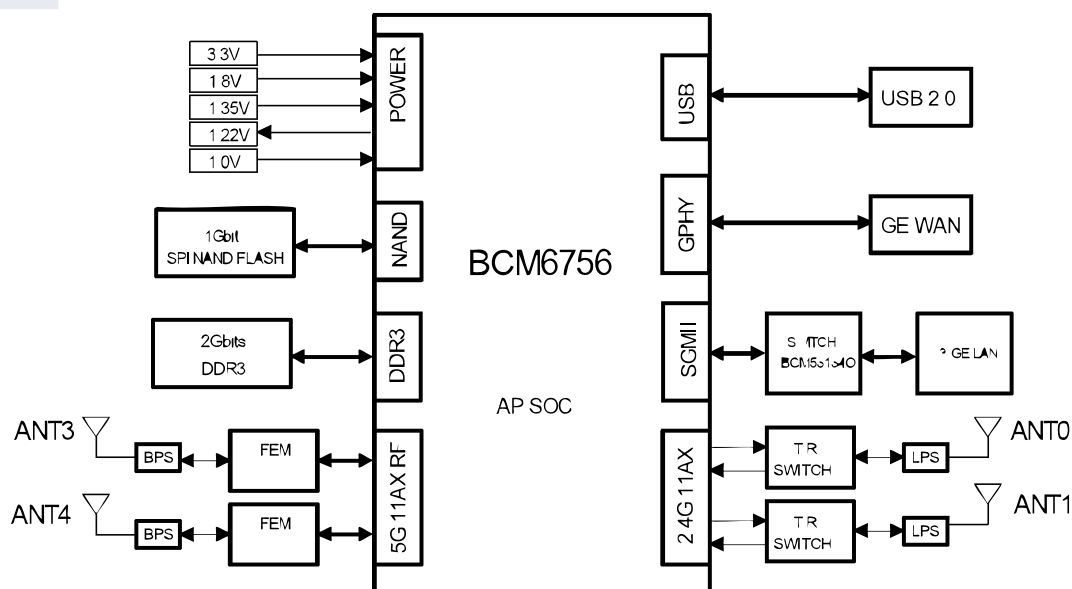 3 3V
1 8V
1 35V
1 22V
1 0V
POWER
1Gbit
SPI NAND FLASH
NAND
2Gbits
DDR3
DDR3
ANT3
BPS
FEM
ANT4
BPS
FEM
5G 11AX RF
BCM6756
AP SOC
USB
USB 2 0
GPHY
GE WAN
SGMII
GE LAN
2 4G 11AX
T R
SWITCH
LPS
ANT0
T R
SWITCH
LPS
ANT1